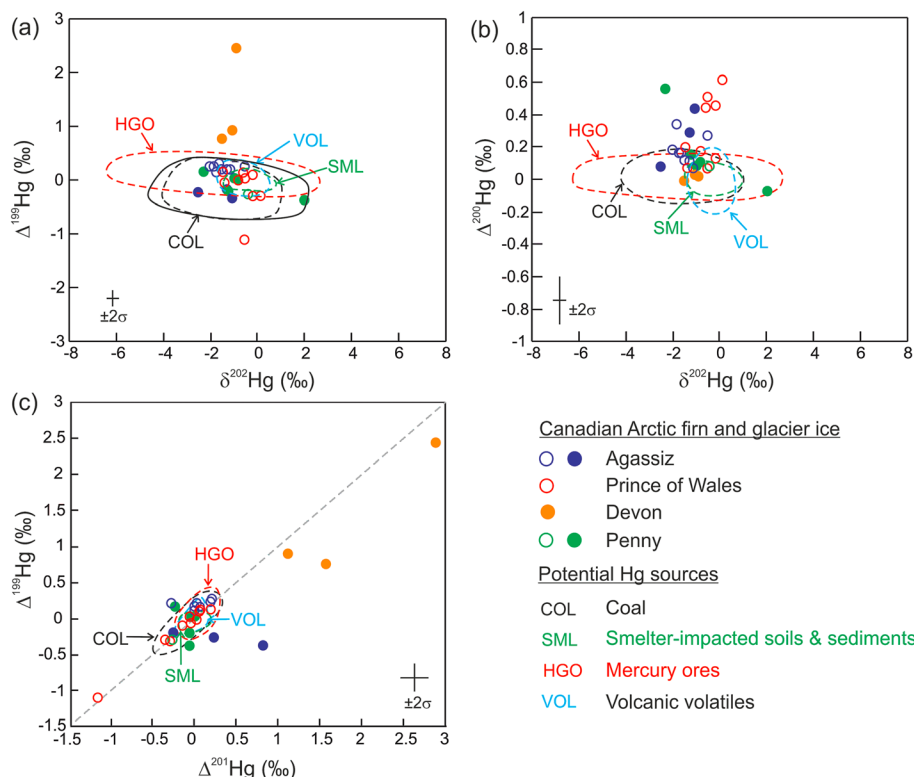 (a)
3
2
1
0
-1
-2
-3
Δ¹⁹⁹Hg (‰)
HGO
VOL
SML
COL
±2σ
-8 -6 -4 -2 0 2 4 6 8
δ²⁰²Hg (‰)
(b)
1
0.8
0.6
0.4
0.2
0
-0.2
-0.4
-0.6
-0.8
-1
Δ²⁰⁰Hg (‰)
HGO
COL
SML
VOL
±2σ
-8 -6 -4 -2 0 2 4 6 8
δ²⁰²Hg (‰)
(c)
3
2.5
2
1.5
1
0.5
0
-0.5
-1
-1.5
Δ¹⁹⁹Hg (‰)
HGO
COL
VOL
SML
±2σ
-1.5 -1 -0.5 0 0.5 1 1.5 2 2.5 3
Δ²⁰¹Hg (‰)
Canadian Arctic firn and glacier ice
Agassiz
Prince of Wales
Devon
Penny
Potential Hg sources
COL Coal
SML Smelter-impacted soils & sediments
HGO Mercury ores
VOL Volcanic volatiles